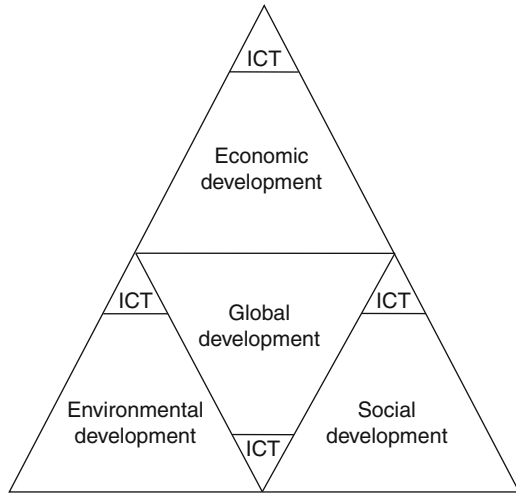 ICT
Economic
development
ICT
Global
development
ICT
Environmental
development
Social
development
ICT